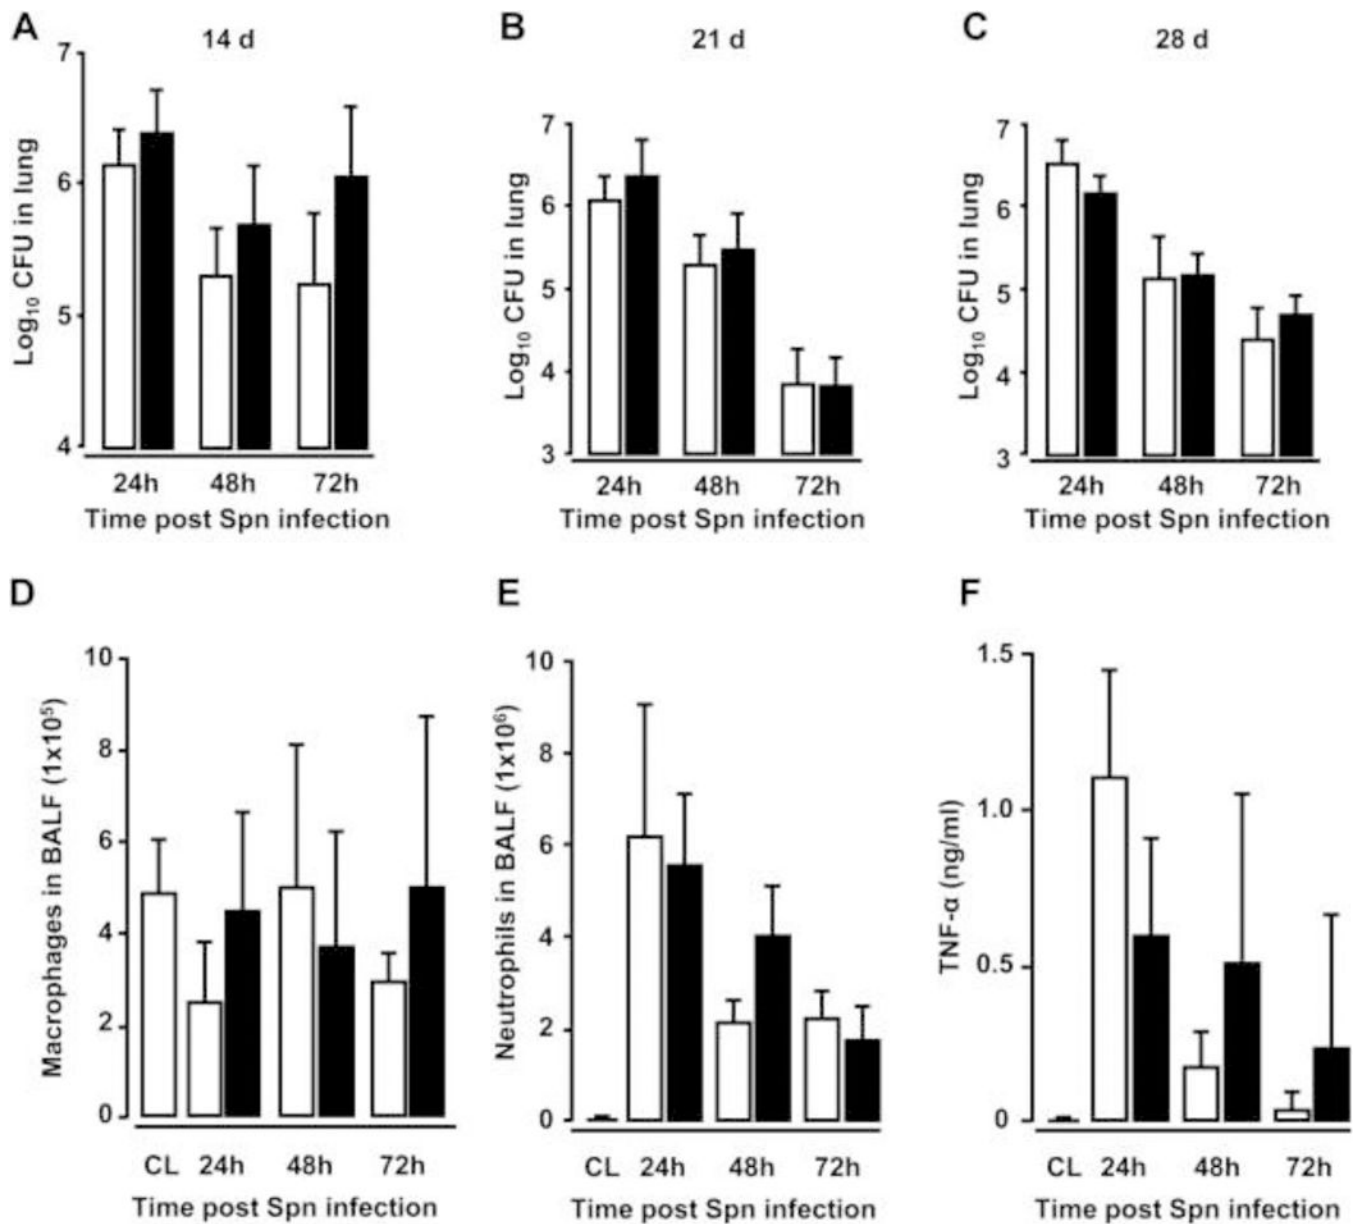 A
14 d
7
6
5
4
Log₁₀ CFU in lung
24h 48h 72h
Time post Spn infection
B
21 d
7
6
5
4
3
Log₁₀ CFU in lung
24h 48h 72h
Time post Spn infection
C
28 d
7
6
5
4
3
Log₁₀ CFU in lung
24h 48h 72h
Time post Spn infection
D
10
8
6
4
2
0
Macrophages in BALF (1x10⁵)
CL 24h 48h 72h
Time post Spn infection
E
10
8
6
4
2
0
Neutrophils in BALF (1x10⁶)
CL 24h 48h 72h
Time post Spn infection
F
1.5
1.0
0.5
0
TNF-α (ng/ml)
CL 24h 48h 72h
Time post Spn infection